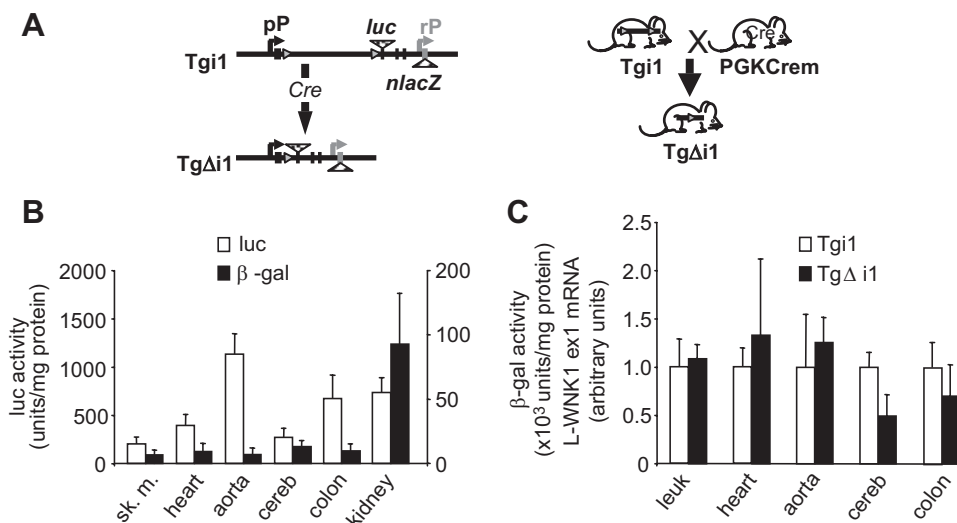 A
pP
luc
rP
Tgi1
nlacZ
Cre
TgΔi1
Cre
X
Tgi1
PGKCrem
TgΔi1
B
luc
β -gal
luc activity
(units/mg protein)
2000
1500
1000
500
0
200
100
50
0
sk. m.
heart
aorta
cereb
colon
kidney
β-gal activity
(x10³ units/mg protein)
C
L-WNK1 ex1 mRNA
(arbitrary units)
2.5
2.0
1.5
1.0
0.5
0
Tgi1
TgΔ i1
leuk
heart
aorta
cereb
colon